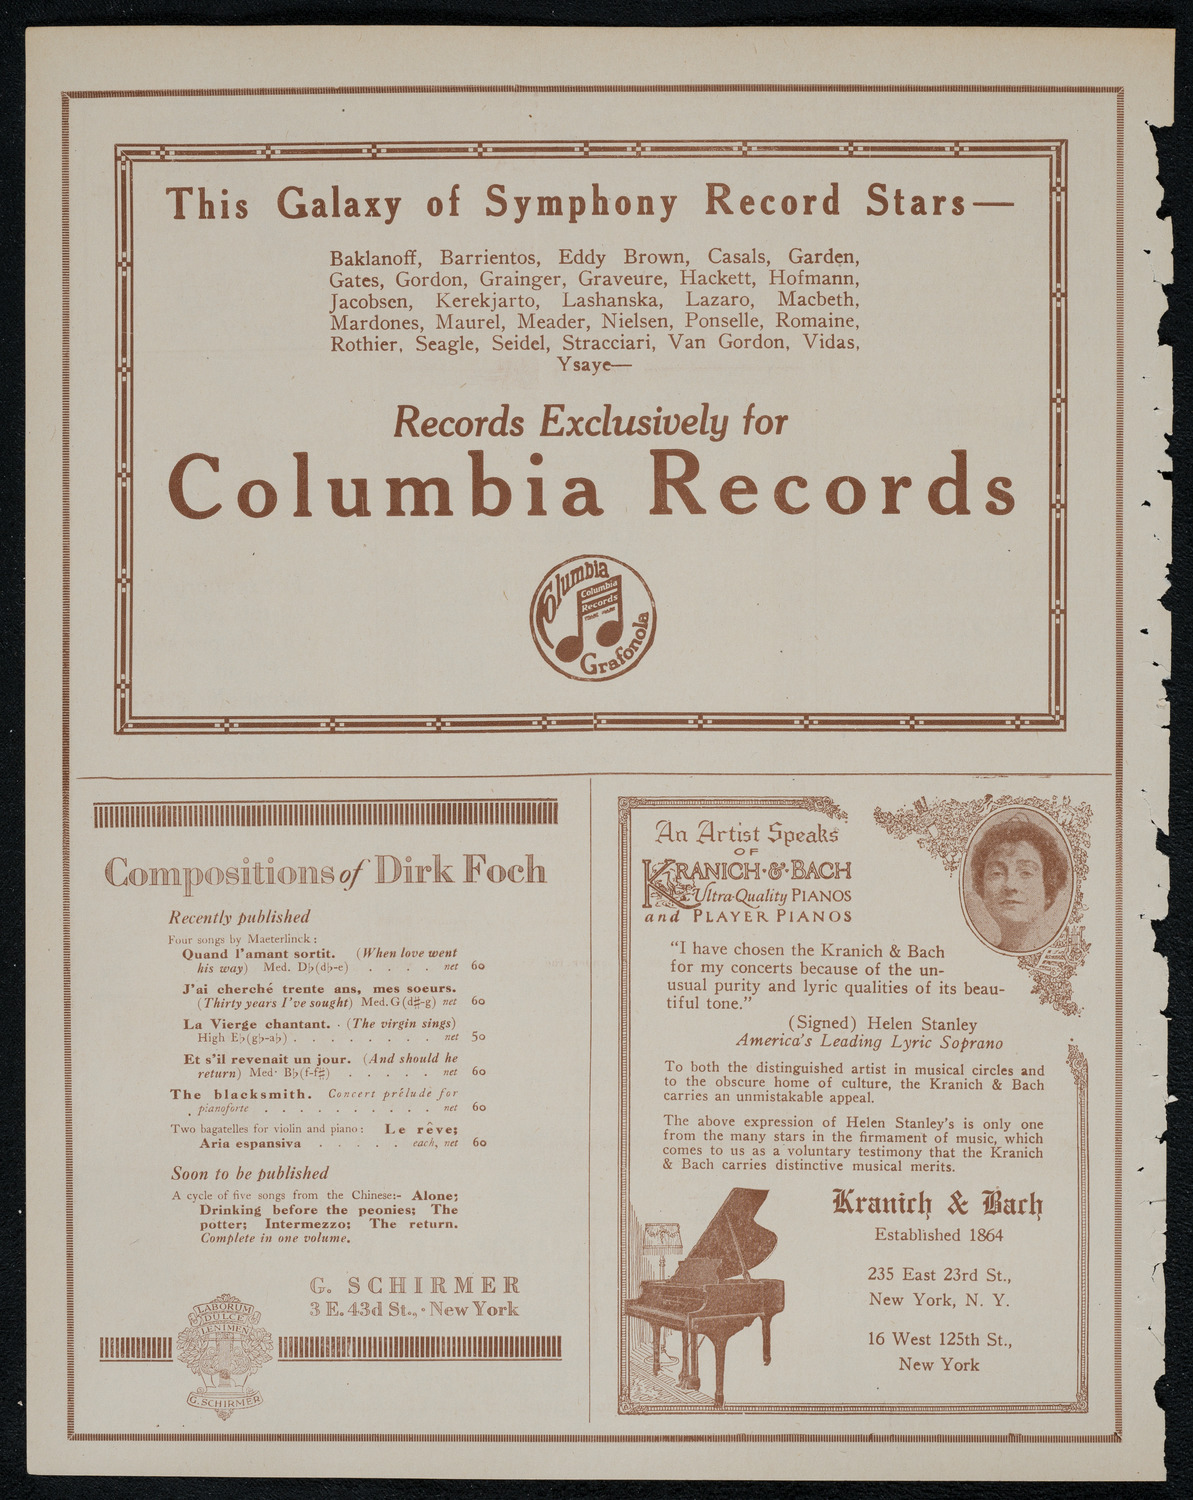 This Galaxy of Symphony Record Stars—
Baklanoff, Barrientos, Eddy Brown, Casals, Garden,
Gates, Gordon, Grainger, Graveure, Hackett, Hofmann,
Jacobsen, Kerekjarto, Lashanska, Lazaro, Macbeth,
Mardones, Maurel, Meader, Nielsen, Ponselle, Romaine,
Rothier, Seagle, Seidel, Stracciari, Van Gordon, Vidas,
Ysaye—
Records Exclusively for
Columbia Records
Columbia
Columbia
Records
Grafonola
Compositions of Dirk Foch
Recently published
Four songs by Maeterlinck:
Quand l'amant sortit. (When love went
his way) Med. D♭(d♭-e) . . . . net 60
J'ai cherché trente ans, mes soeurs.
(Thirty years I've sought) Med. G (d♯-g) net 60
La Vierge chantant. · (The virgin sings)
High E♭(g♭-a♭) . . . . . . . . net 50
Et s'il revenait un jour. (And should he
return) Med· B♭(f-f♯) . . . . . net 60
The blacksmith. Concert prélude for
pianoforte . . . . . . . . . . net 60
Two bagatelles for violin and piano: Le rêve;
Aria espansiva . . . . . each, net 60
Soon to be published
A cycle of five songs from the Chinese:- Alone;
Drinking before the peonies; The
potter; Intermezzo; The return.
Complete in one volume.
G. SCHIRMER
3 E. 43d St., · New York
LABORUM
DULCE
LENIMEN
G. SCHIRMER
An Artist Speaks
OF
KRANICH·&·BACH
Ultra-Quality PIANOS
and PLAYER PIANOS
"I have chosen the Kranich & Bach
for my concerts because of the un-
usual purity and lyric qualities of its beau-
tiful tone."
(Signed) Helen Stanley
America's Leading Lyric Soprano
To both the distinguished artist in musical circles and
to the obscure home of culture, the Kranich & Bach
carries an unmistakable appeal.
The above expression of Helen Stanley's is only one
from the many stars in the firmament of music, which
comes to us as a voluntary testimony that the Kranich
& Bach carries distinctive musical merits.
Kranich & Bach
Established 1864
235 East 23rd St.,
New York, N. Y.
16 West 125th St.,
New York